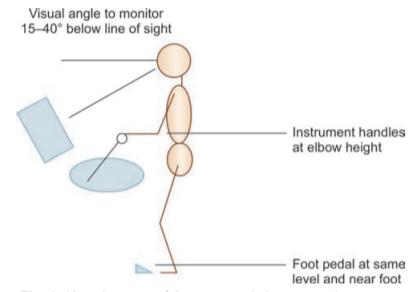 Visual angle to monitor
15–40° below line of sight
Instrument handles
at elbow height
Foot pedal at same
level and near foot